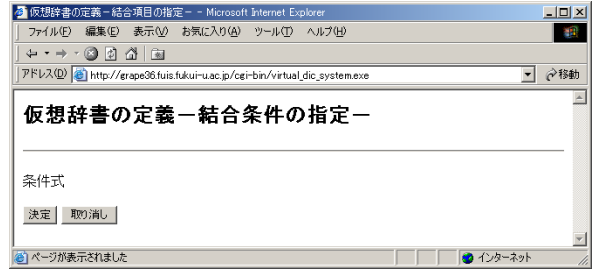 仮想辞書の定義－結合項目の指定－ - Microsoft Internet Explorer
ファイル(F) 編集(E) 表示(V) お気に入り(A) ツール(T) ヘルプ(H)
アドレス(D) http://grape36.fuis.fukui-u.ac.jp/cgi-bin/virtual_dic_system.exe 移動
仮想辞書の定義－結合条件の指定－
条件式
決定 取り消し
ページが表示されました インターネット